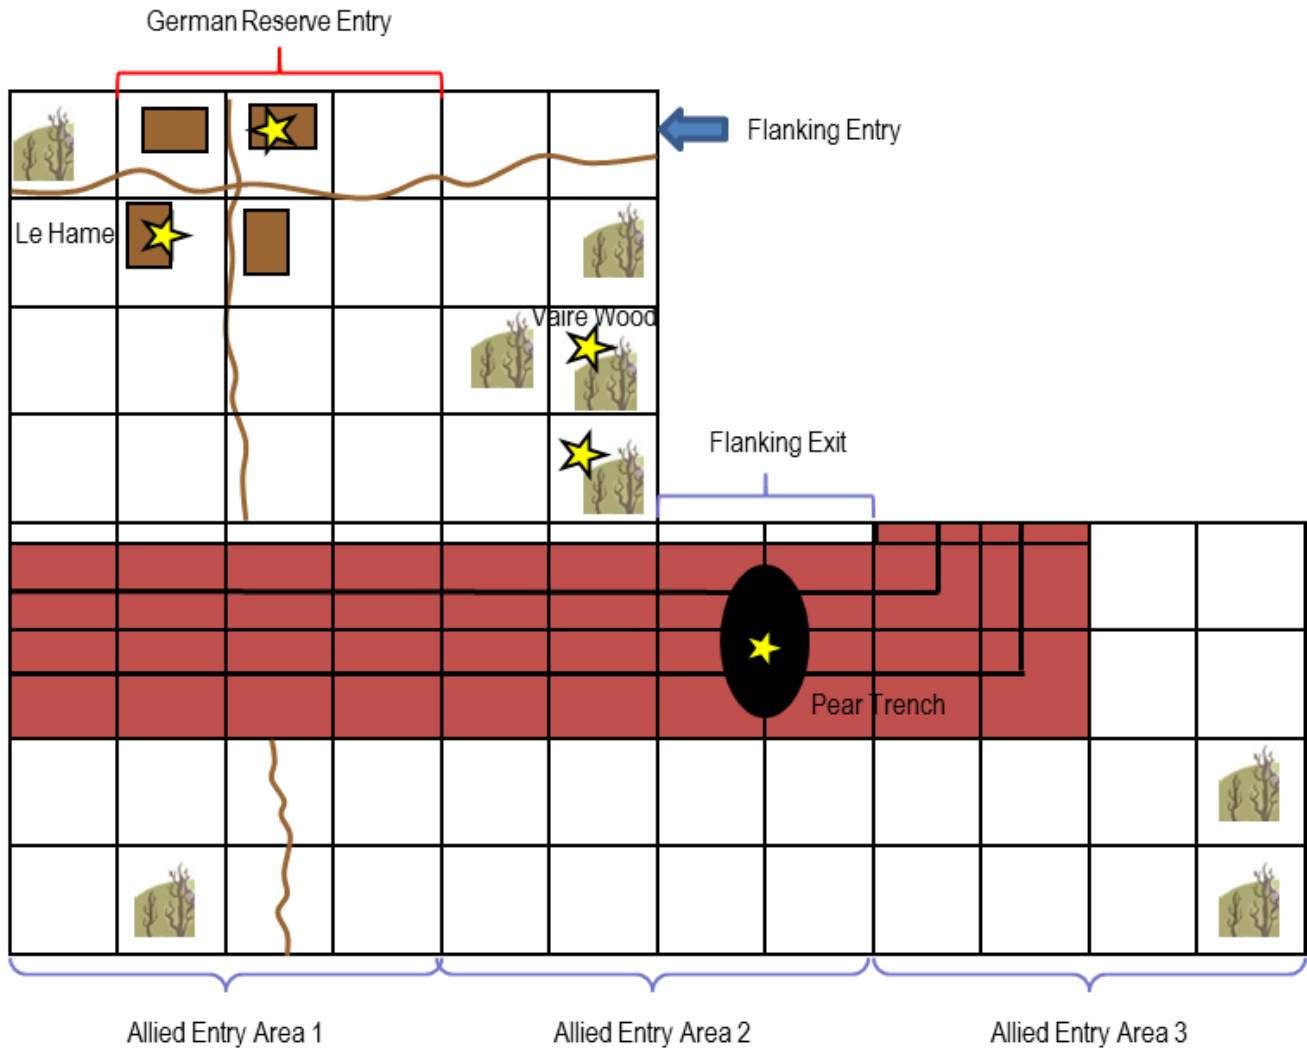 German Reserve Entry
Flanking Entry
Le Hame
Vaire Wood
Flanking Exit
Pear Trench
Allied Entry Area 1
Allied Entry Area 2
Allied Entry Area 3